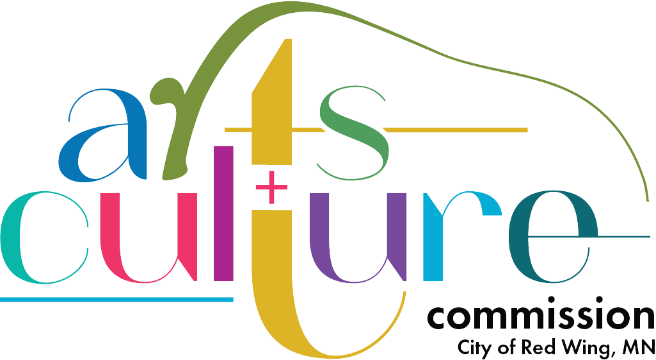 arts
+
culture
commission
City of Red Wing, MN